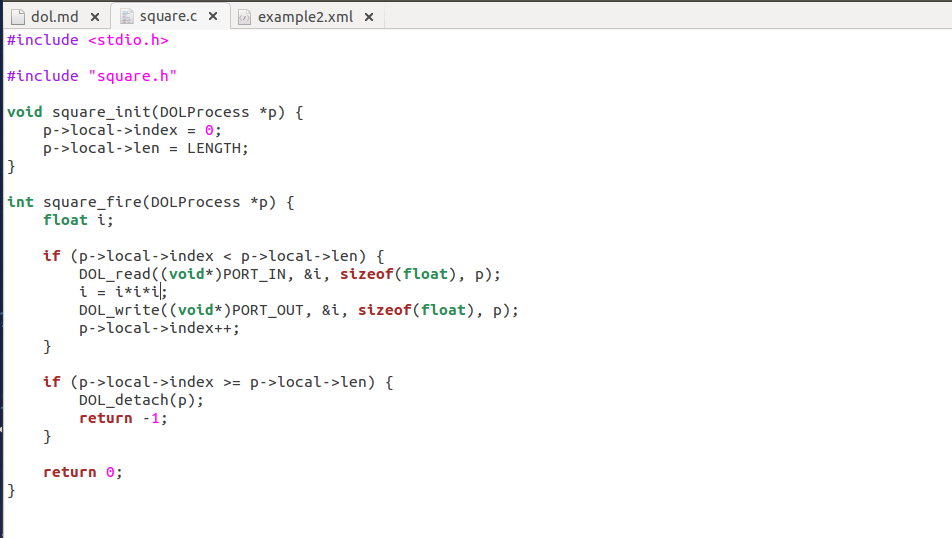 dol.md × square.c × example2.xml ×
#include <stdio.h>
#include "square.h"
void square_init(DOLProcess *p) {
    p->local->index = 0;
    p->local->len = LENGTH;
}
int square_fire(DOLProcess *p) {
    float i;
    if (p->local->index < p->local->len) {
        DOL_read((void*)PORT_IN, &i, sizeof(float), p);
        i = i*i*i;
        DOL_write((void*)PORT_OUT, &i, sizeof(float), p);
        p->local->index++;
    }
    if (p->local->index >= p->local->len) {
        DOL_detach(p);
        return -1;
    }
    return 0;
}